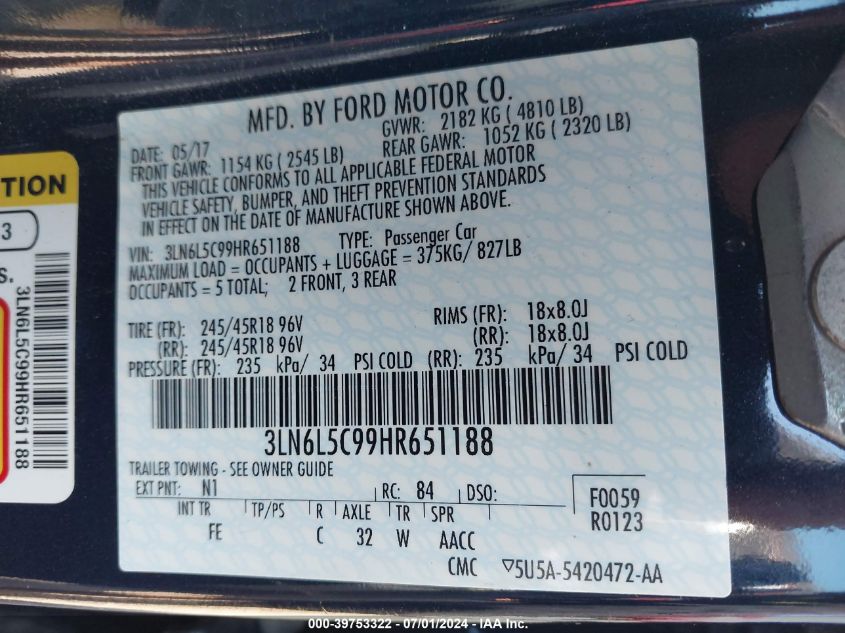 MFD. BY FORD MOTOR CO.
DATE: 05/17 GVWR: 2182 KG ( 4810 LB)
FRONT GAWR: 1154 KG ( 2545 LB) REAR GAWR: 1052 KG ( 2320 LB)
THIS VEHICLE CONFORMS TO ALL APPLICABLE FEDERAL MOTOR
VEHICLE SAFETY, BUMPER, AND THEFT PREVENTION STANDARDS
IN EFFECT ON THE DATE OF MANUFACTURE SHOWN ABOVE.
VIN: 3LN6L5C99HR651188 TYPE: Passenger Car
MAXIMUM LOAD = OCCUPANTS + LUGGAGE = 375KG/ 827LB
OCCUPANTS = 5 TOTAL; 2 FRONT, 3 REAR
TIRE (FR): 245/45R18 96V RIMS (FR): 18x8.0J
(RR): 245/45R18 96V (RR): 18x8.0J
PRESSURE (FR): 235 kPa/ 34 PSI COLD (RR): 235 kPa/ 34 PSI COLD
3LN6L5C99HR651188
TRAILER TOWING - SEE OWNER GUIDE
EXT PNT: N1 RC: 84 DSO:
INT TR TP/PS R AXLE TR SPR
FE C 32 W AACC
F0059
R0123
CMC ▽5U5A-5420472-AA
TION
3
S.
3LN6L5C99HR651188
000-39753322 - 07/01/2024 - IAA Inc.